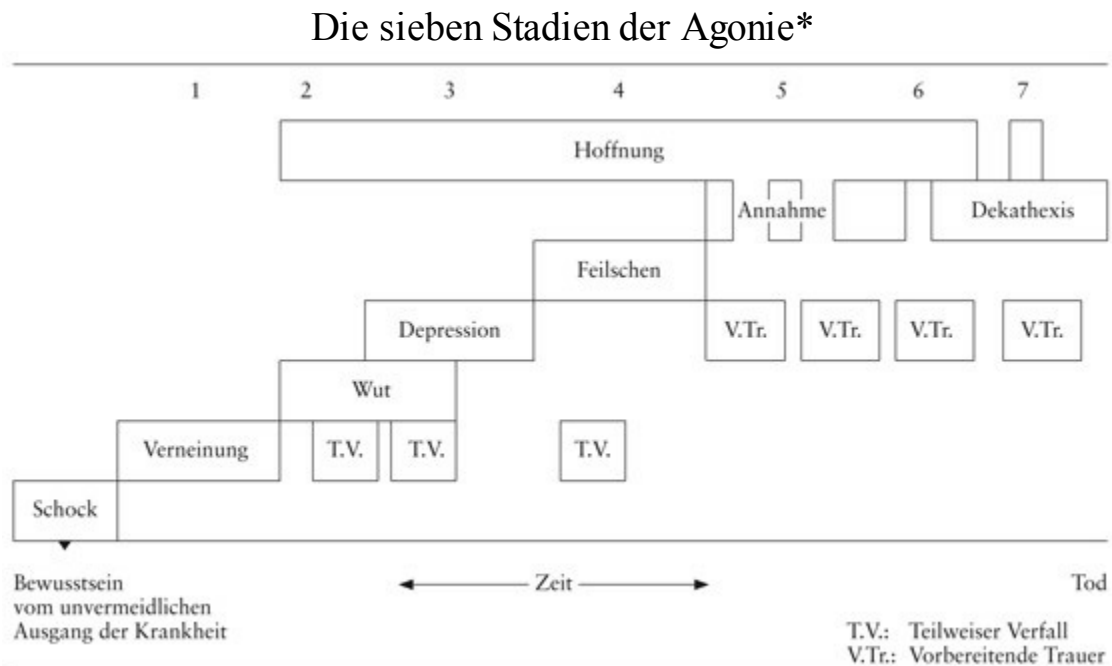 Die sieben Stadien der Agonie*
1 2 3 4 5 6 7
Hoffnung
Annahme Dekathexis
Feilschen
Depression V.Tr. V.Tr. V.Tr. V.Tr.
Wut
Verneinung T.V. T.V. T.V.
Schock
Bewusstsein
vom unvermeidlichen
Ausgang der Krankheit
Zeit
Tod
T.V.: Teilweiser Verfall
V.Tr.: Vorbereitende Trauer